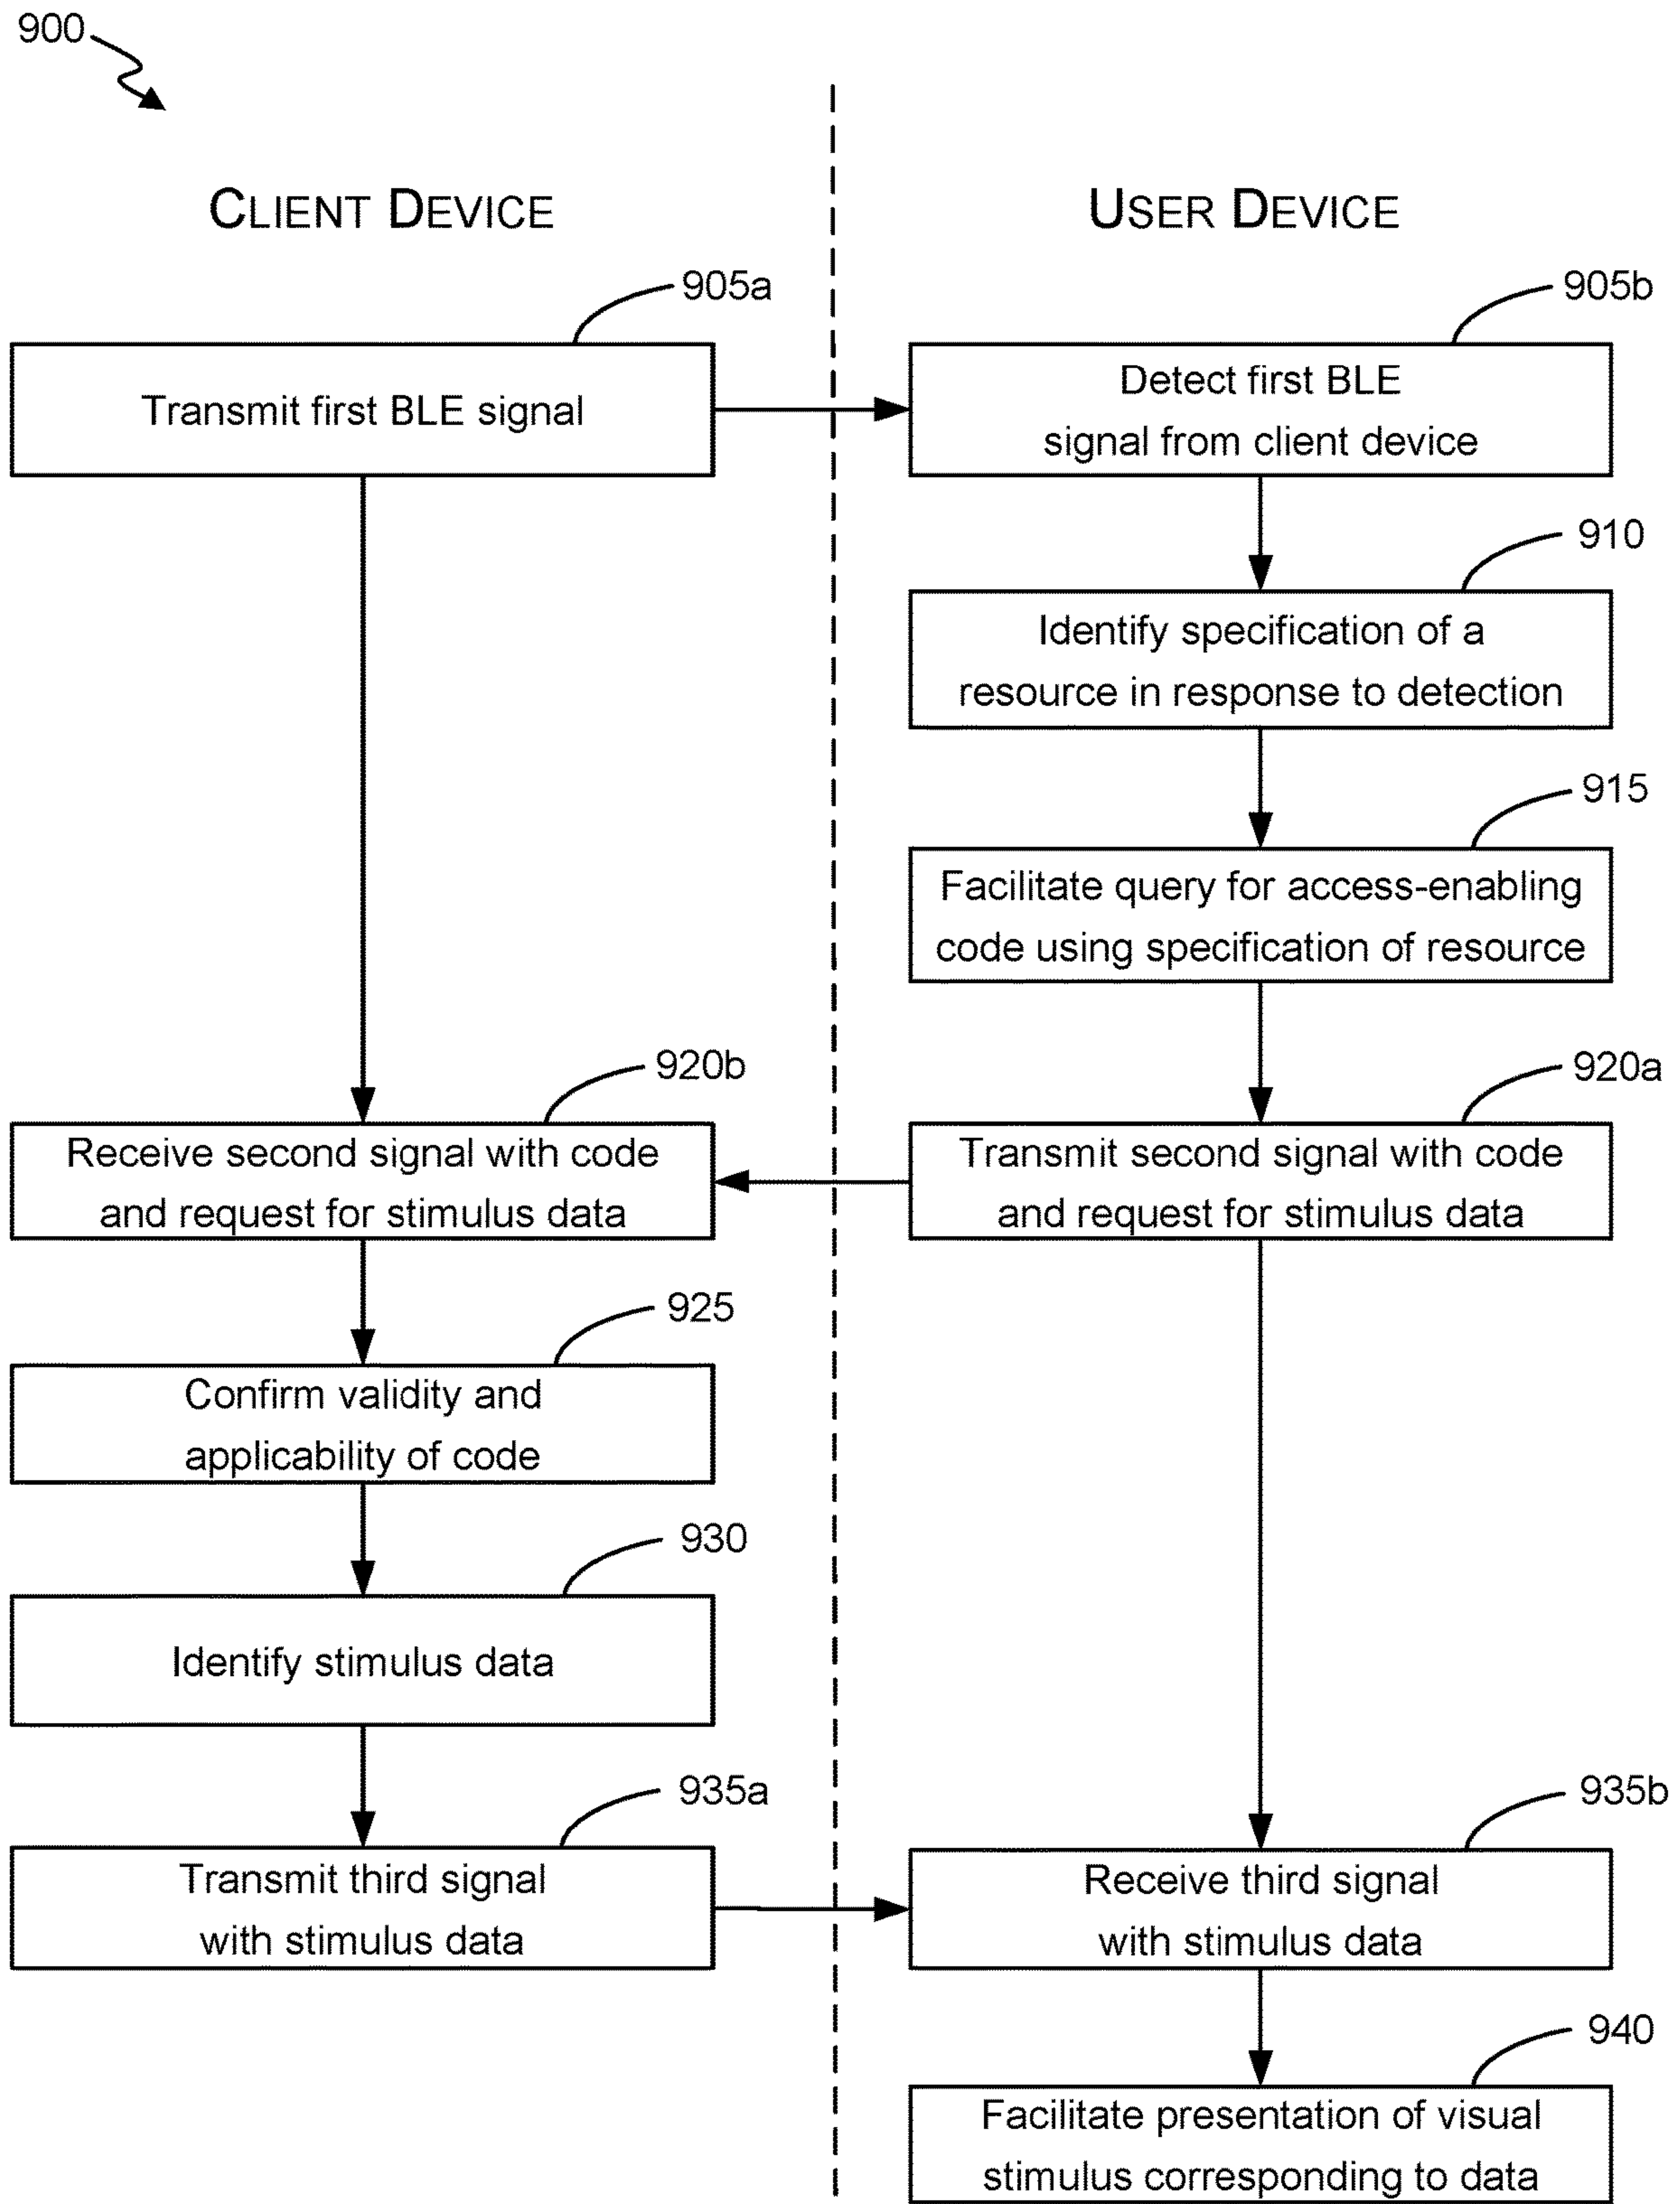 900
CLIENT DEVICE
USER DEVICE
905a
905b
Transmit first BLE signal
Detect first BLE
signal from client device
910
Identify specification of a
resource in response to detection
915
Facilitate query for access-enabling
code using specification of resource
920b
920a
Receive second signal with code
and request for stimulus data
Transmit second signal with code
and request for stimulus data
925
Confirm validity and
applicability of code
930
Identify stimulus data
935a
935b
Transmit third signal
with stimulus data
Receive third signal
with stimulus data
940
Facilitate presentation of visual
stimulus corresponding to data